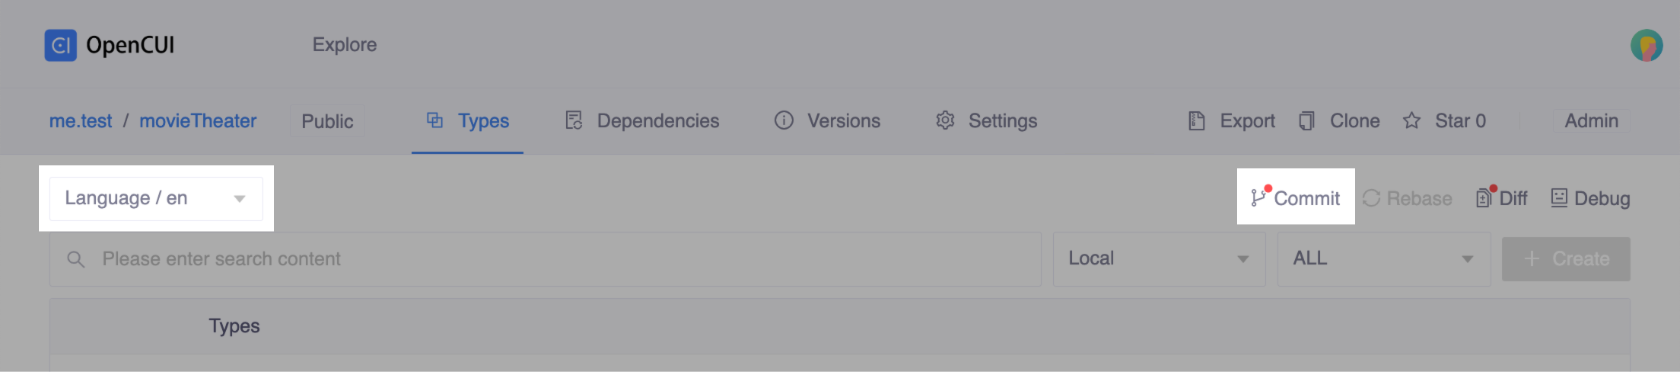 OpenCUI Explore
me.test / movieTheater Public Types Dependencies Versions Settings Export Clone Star 0 Admin
Language / en Commit Rebase Diff Debug
Please enter search content Local ALL + Create
Types